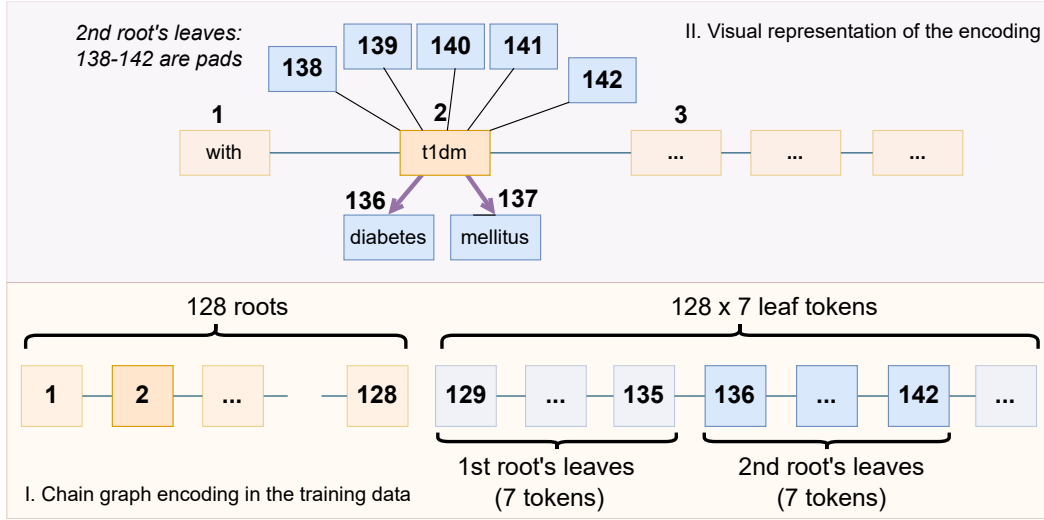 2nd root's leaves:
138-142 are pads
II. Visual representation of the encoding
138
139
140
141
142
1
2
3
with
t1dm
...
...
...
136
137
diabetes
mellitus
128 roots
128 x 7 leaf tokens
1
2
...
128
129
...
135
136
...
142
...
1st root's leaves
(7 tokens)
2nd root's leaves
(7 tokens)
I. Chain graph encoding in the training data